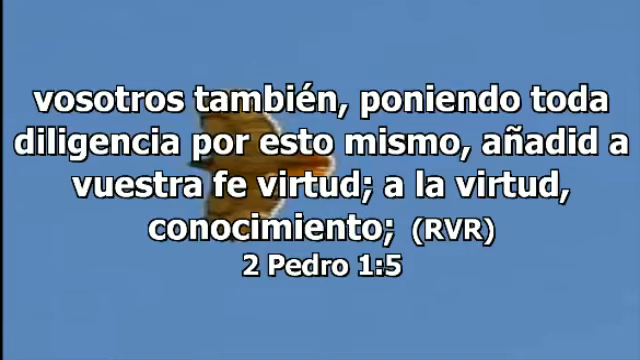 vosotros también, poniendo toda
diligencia por esto mismo, añadid a
vuestra fe virtud; a la virtud,
conocimiento; (RVR)
2 Pedro 1:5